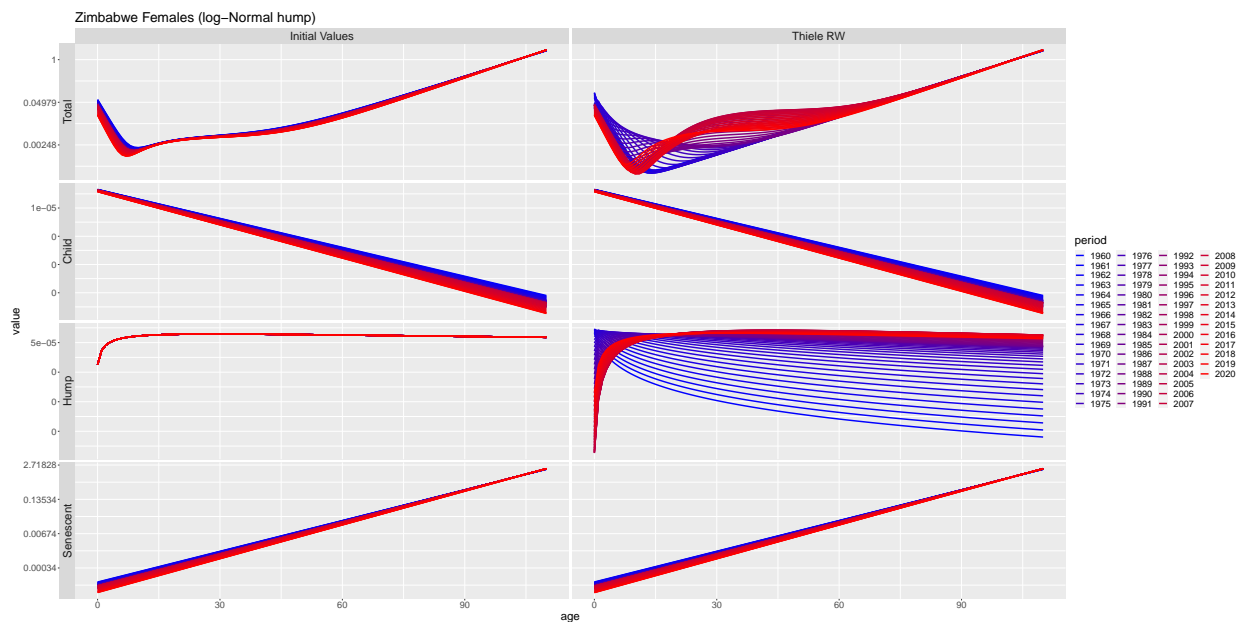 Zimbabwe Females (log−Normal hump)
Initial Values
Thiele RW
Total
1
0.04979
0.00248
Child
1e−05
0
0
0
Hump
5e−05
0
0
0
Senescent
2.71828
0.13534
0.00674
0.00034
value
0 30 60 90
0 30 60 90
age
period
1960 1976 1992 2008
1961 1977 1993 2009
1962 1978 1994 2010
1963 1979 1995 2011
1964 1980 1996 2012
1965 1981 1997 2013
1966 1982 1998 2014
1967 1983 1999 2015
1968 1984 2000 2016
1969 1985 2001 2017
1970 1986 2002 2018
1971 1987 2003 2019
1972 1988 2004 2020
1973 1989 2005
1974 1990 2006
1975 1991 2007